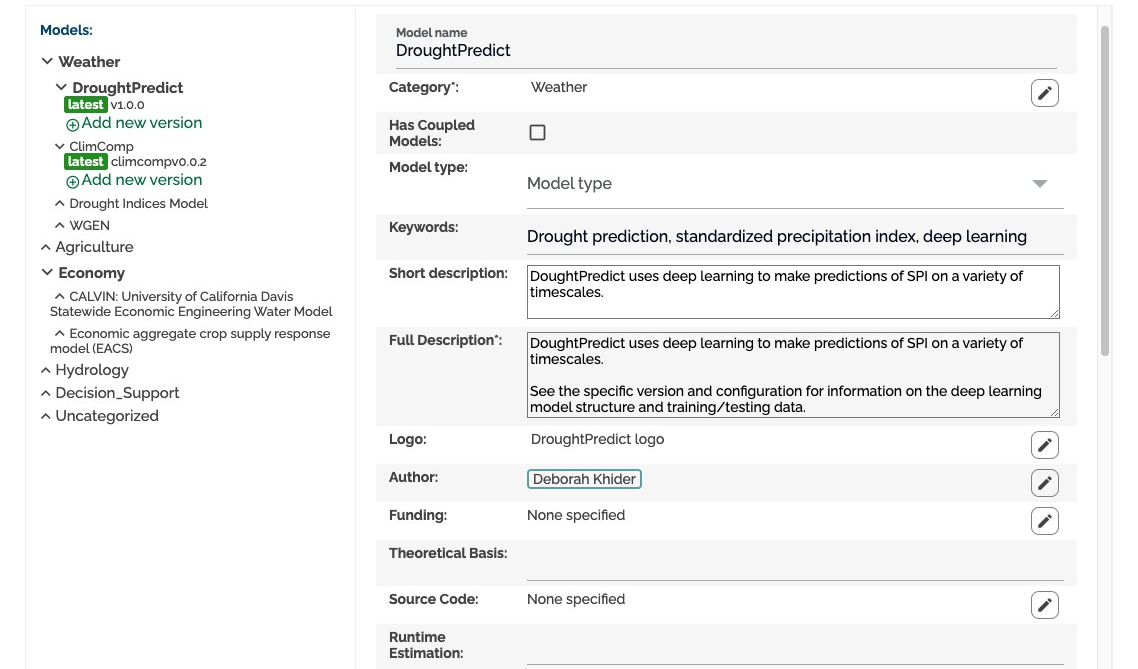 Models:
Weather
DroughtPredict
latest v1.0.0
Add new version
ClimComp
latest climcompv0.0.2
Add new version
Drought Indices Model
WGEN
Agriculture
Economy
CALVIN: University of California Davis
Statewide Economic Engineering Water Model
Economic aggregate crop supply response
model (EACS)
Hydrology
Decision_Support
Uncategorized
Model name
DroughtPredict
Category*: Weather
Has Coupled
Models:
Model type:
Model type
Keywords:
Drought prediction, standardized precipitation index, deep learning
Short description:
DoughtPredict uses deep learning to make predictions of SPI on a variety of
timescales.
Full Description*:
DoughtPredict uses deep learning to make predictions of SPI on a variety of
timescales.
See the specific version and configuration for information on the deep learning
model structure and training/testing data.
Logo: DroughtPredict logo
Author: Deborah Khider
Funding: None specified
Theoretical Basis:
Source Code: None specified
Runtime
Estimation: